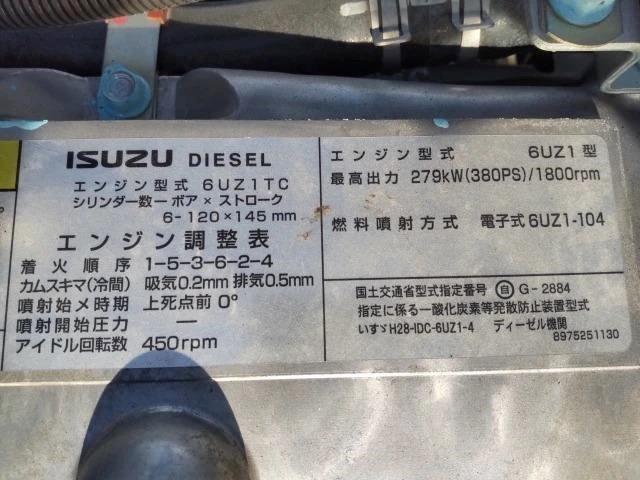 ISUZU DIESEL
エンジン型式 6UZ1TC
シリンダー数ーボア×ストローク
6-120×145mm
エンジン調整表
着火順序 1-5-3-6-2-4
カムスキマ(冷間) 吸気0.2mm 排気0.5mm
噴射始メ時期 上死点前0°
噴射開始圧力 —
アイドル回転数 450rpm
エンジン型式 6UZ1型
最高出力 279kW(380PS)/1800rpm
燃料噴射方式 電子式6UZ1-104
国土交通省型式指定番号 自 G-2884
指定に係る一酸化炭素等発散防止装置型式
いすゞH28-IDC-6UZ1-4 ディーゼル機関
8975251130